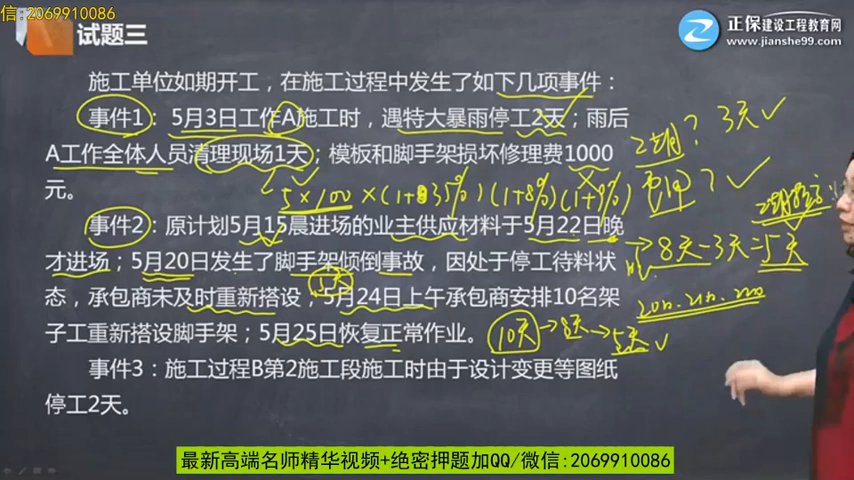 信:2069910086
试题三
正保建设工程教育网
www.jianshe99.com
施工单位如期开工，在施工过程中发生了如下几项事件：
事件1：5月3日工作A施工时，遇特大暴雨停工2天；雨后
A工作全体人员清理现场1天；模板和脚手架损坏修理费1000
元。
工期？ 3天✓
5×100×(1+35%)(1+8%)(1+9%)
费用？✓
事件2：原计划5月15晨进场的业主供应材料于5月22日晚
才进场；5月20日发生了脚手架倾倒事故，因处于停工待料状
态，承包商未及时重新搭设；5月24日上午承包商安排10名架
子工重新搭设脚手架；5月25日恢复正常作业。
8天-3天=5天
10天→8天→5天✓
事件3：施工过程B第2施工段施工时由于设计变更等图纸
停工2天。
最新高端名师精华视频+绝密押题加QQ/微信:2069910086